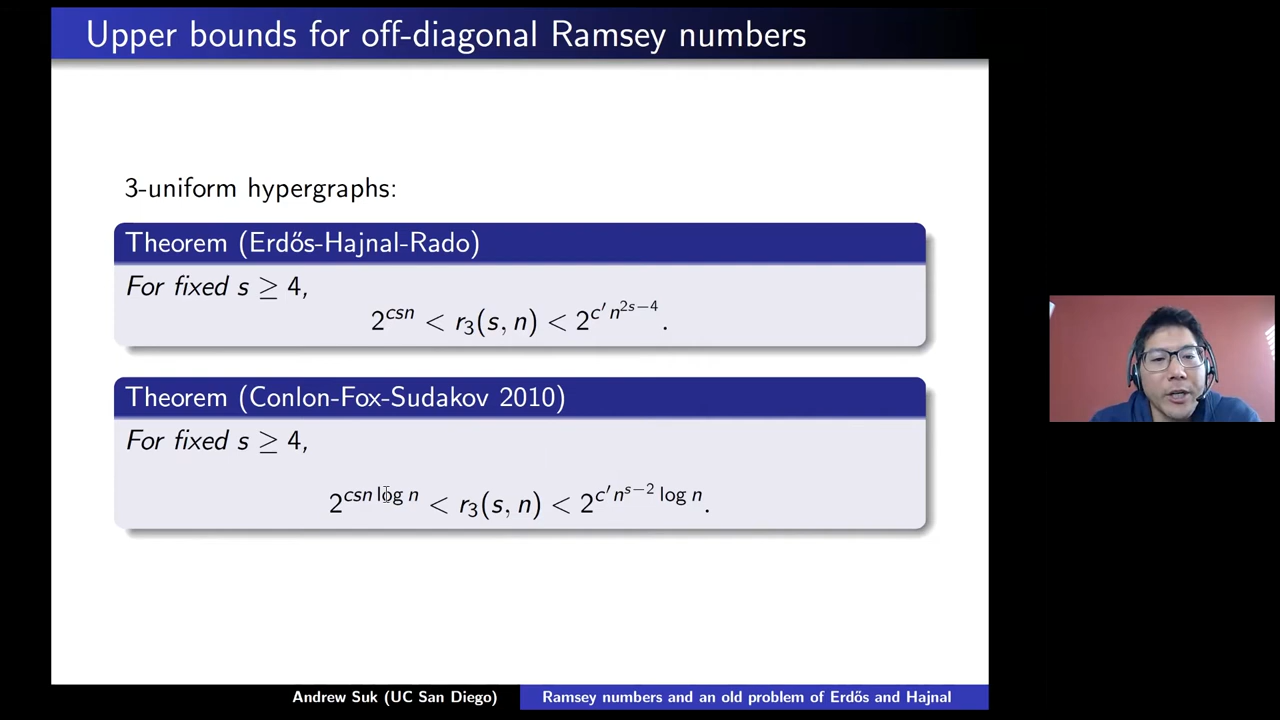 Upper bounds for off-diagonal Ramsey numbers
3-uniform hypergraphs:
Theorem (Erdős-Hajnal-Rado)
For fixed s ≥ 4,
2^{csn} < r_3(s, n) < 2^{c′n^{2s−4}}.
Theorem (Conlon-Fox-Sudakov 2010)
For fixed s ≥ 4,
2^{csn log n} < r_3(s, n) < 2^{c′n^{s−2} log n}.
Andrew Suk (UC San Diego) Ramsey numbers and an old problem of Erdős and Hajnal